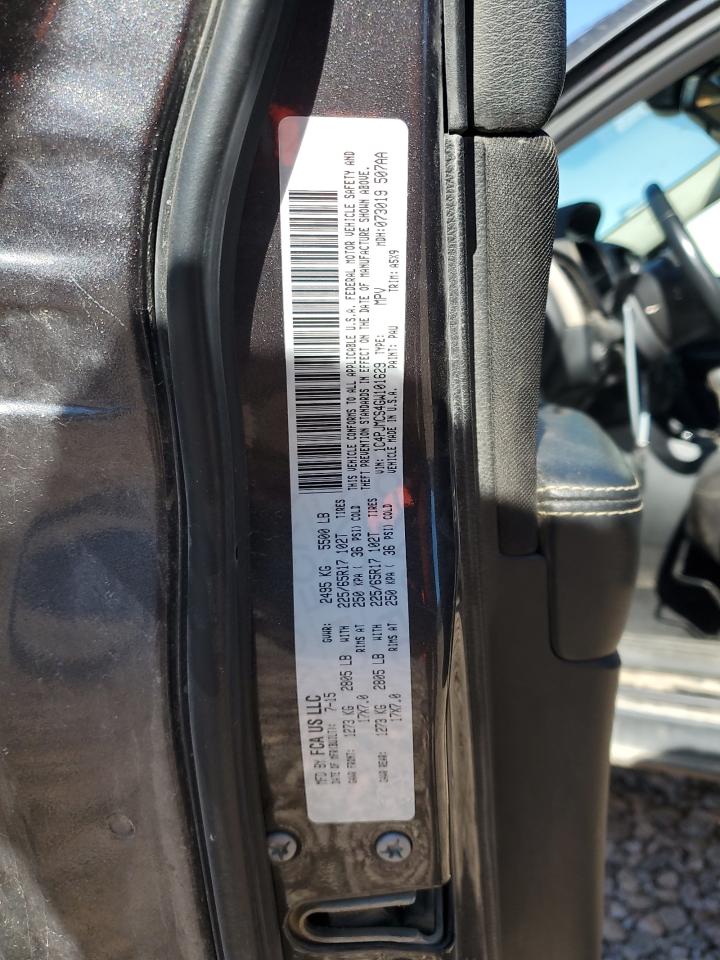 MFD BY: FCA US LLC
DATE OF MFR(BUILT): 7-15 GVWR: 2495 KG 5500 LB
GAWR FRONT: 1273 KG 2805 LB WITH 225/65R17 102T TIRES
17X7.0 RIMS AT 250 KPA ( 36 PSI) COLD
GAWR REAR: 1273 KG 2805 LB WITH 225/65R17 102T TIRES
17X7.0 RIMS AT 250 KPA ( 36 PSI) COLD
THIS VEHICLE CONFORMS TO ALL APPLICABLE U.S.A. FEDERAL MOTOR VEHICLE SAFETY AND
THEFT PREVENTION STANDARDS IN EFFECT ON THE DATE OF MANUFACTURE SHOWN ABOVE.
VIN: 1C4PJMCS4GW101629 TYPE: MPV MDH:073019 507AA
VEHICLE MADE IN U.S.A. PAINT: PAU TRIM: A5X9